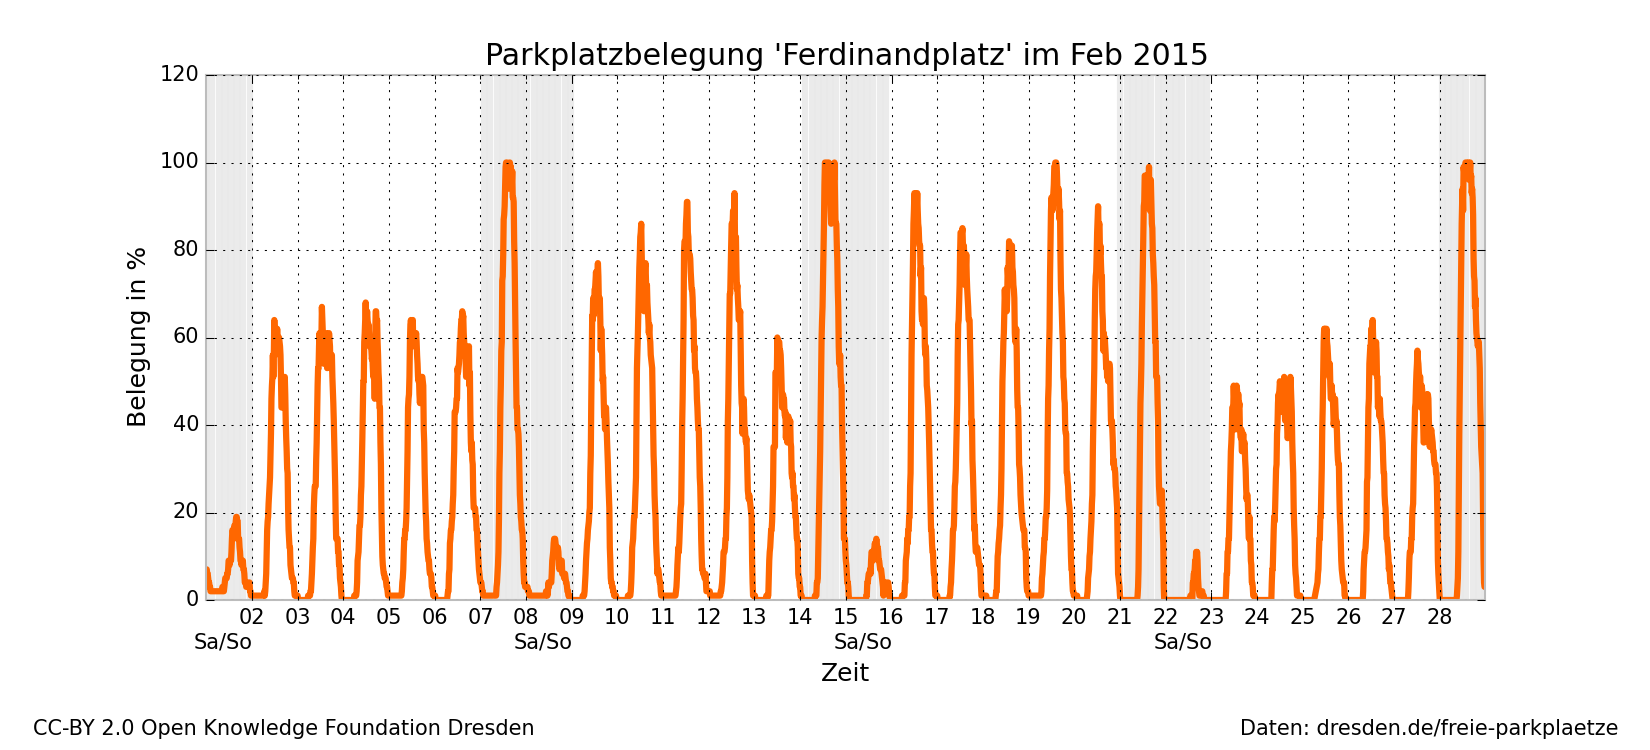 Parkplatzbelegung 'Ferdinandplatz' im Feb 2015
120
100
80
60
40
20
0
Belegung in %
02 03 04 05 06 07 08 09 10 11 12 13 14 15 16 17 18 19 20 21 22 23 24 25 26 27 28
Sa/So Sa/So Sa/So Sa/So
Zeit
CC-BY 2.0 Open Knowledge Foundation Dresden
Daten: dresden.de/freie-parkplaetze